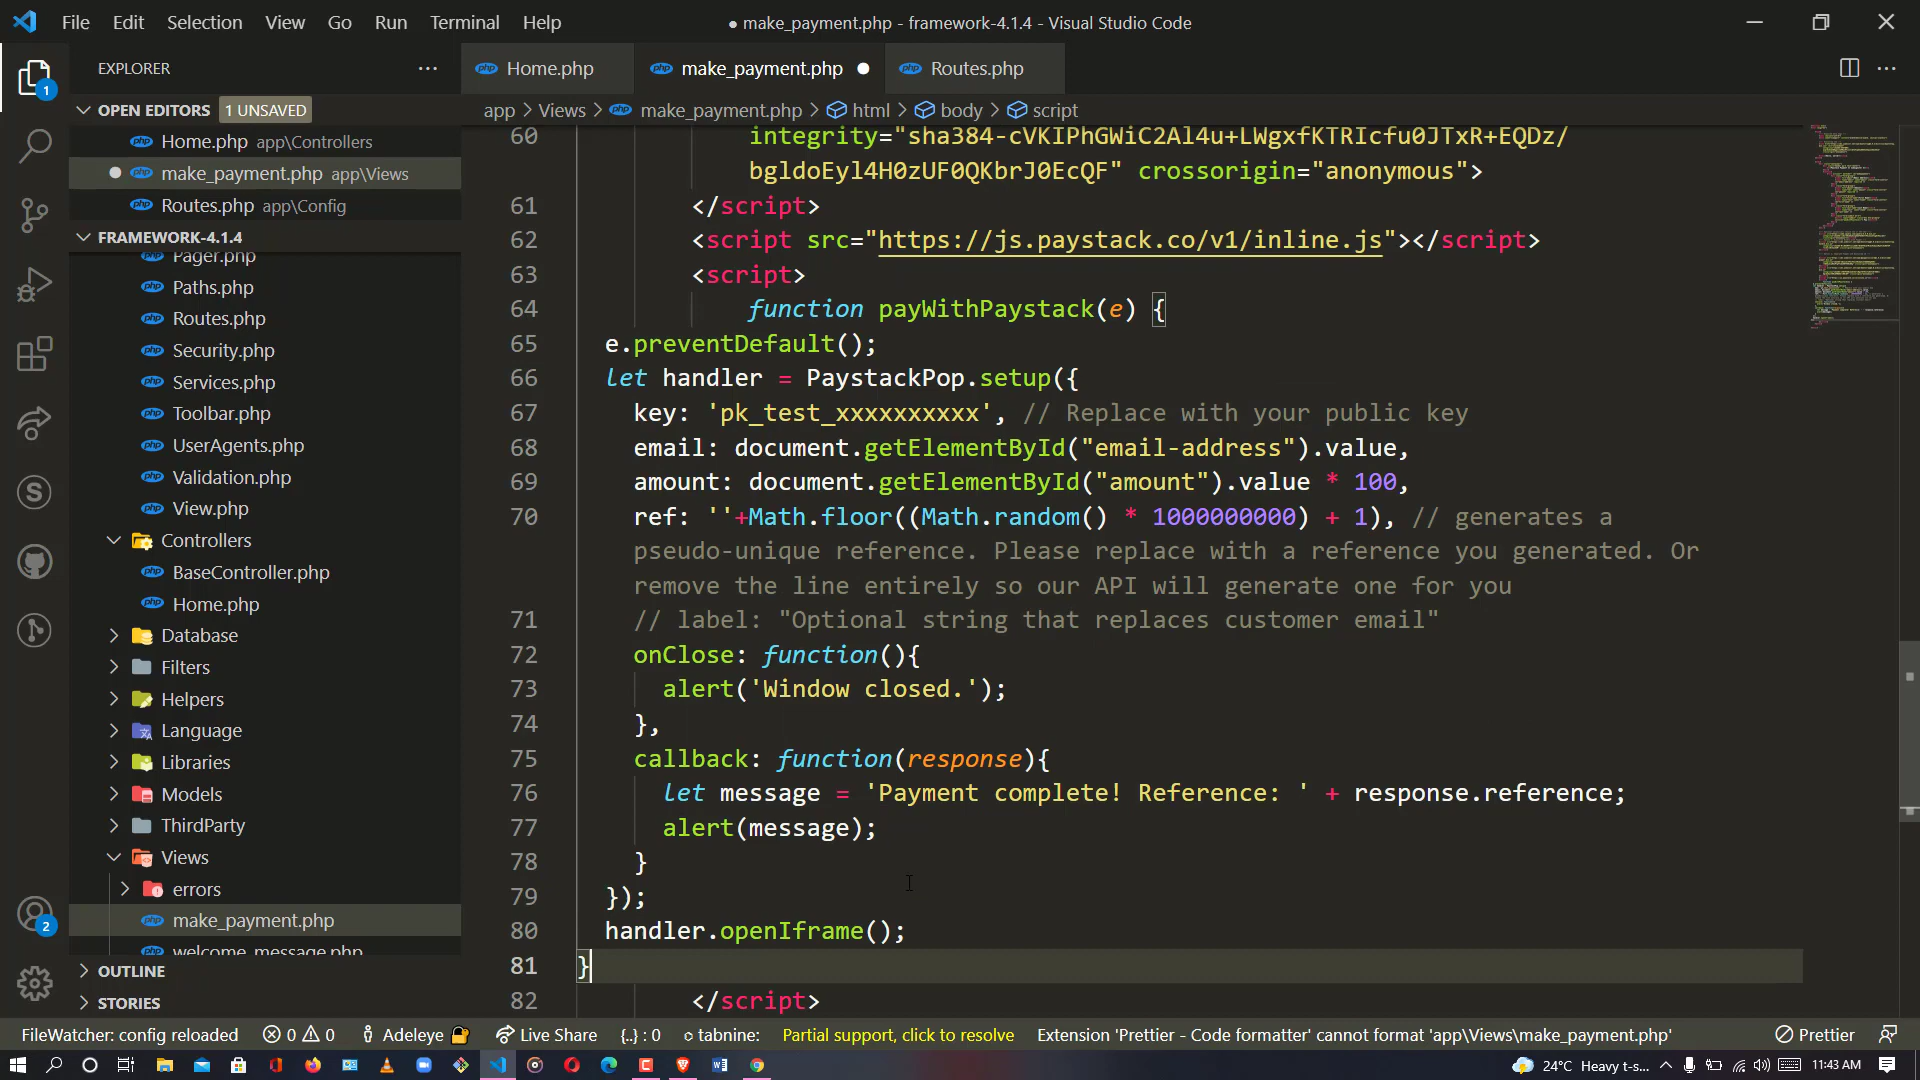 File Edit Selection View Go Run Terminal Help
● make_payment.php - framework-4.1.4 - Visual Studio Code
EXPLORER
Home.php
make_payment.php
Routes.php
OPEN EDITORS 1 UNSAVED
app > Views > make_payment.php > html > body > script
Home.php app\Controllers
make_payment.php app\Views
Routes.php app\Config
FRAMEWORK-4.1.4
Pager.php
Paths.php
Routes.php
Security.php
Services.php
Toolbar.php
UserAgents.php
Validation.php
View.php
Controllers
BaseController.php
Home.php
Database
Filters
Helpers
Language
Libraries
Models
ThirdParty
Views
errors
make_payment.php
welcome_message.php
OUTLINE
STORIES
1
2
60 integrity="sha384-cVKIPhGWiC2Al4u+LWgxfKTRIcfu0JTxR+EQDz/
bgldoEyl4H0zUF0QKbrJ0EcQF" crossorigin="anonymous">
61 </script>
62 <script src="https://js.paystack.co/v1/inline.js"></script>
63 <script>
64 function payWithPaystack(e) {
65 e.preventDefault();
66 let handler = PaystackPop.setup({
67 key: 'pk_test_xxxxxxxxxx', // Replace with your public key
68 email: document.getElementById("email-address").value,
69 amount: document.getElementById("amount").value * 100,
70 ref: ''+Math.floor((Math.random() * 1000000000) + 1), // generates a
pseudo-unique reference. Please replace with a reference you generated. Or
remove the line entirely so our API will generate one for you
71 // label: "Optional string that replaces customer email"
72 onClose: function(){
73 alert('Window closed.');
74 },
75 callback: function(response){
76 let message = 'Payment complete! Reference: ' + response.reference;
77 alert(message);
78 }
79 });
80 handler.openIframe();
81 }
82 </script>
FileWatcher: config reloaded 0 0 Adeleye Live Share {..} : 0 tabnine: Partial support, click to resolve Extension 'Prettier - Code formatter' cannot format 'app\Views\make_payment.php' Prettier
24°C Heavy t-s... 11:43 AM